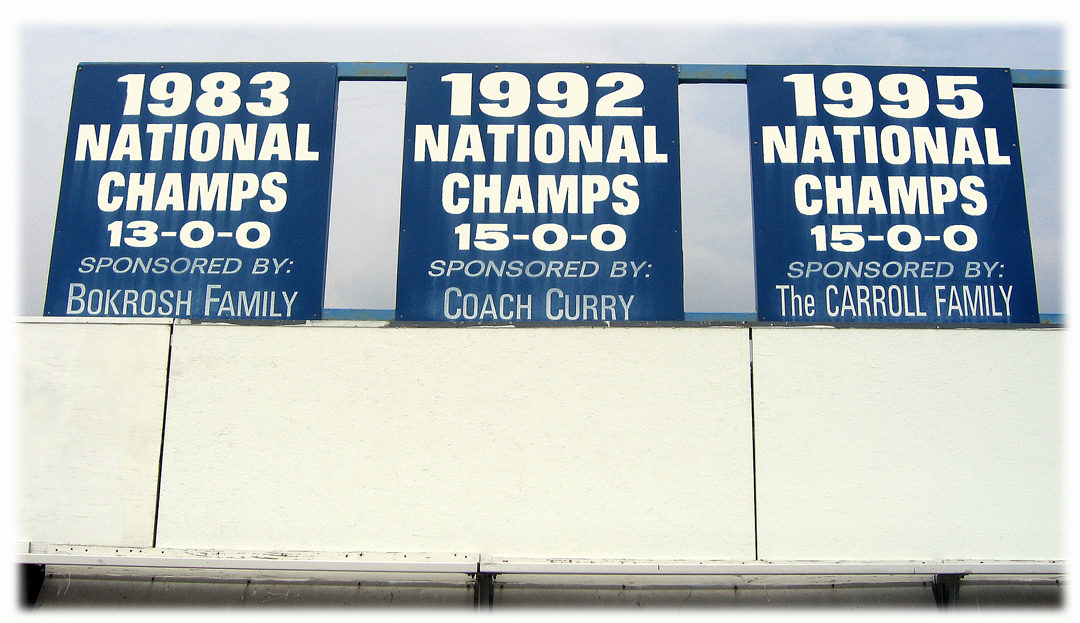 1983
NATIONAL
CHAMPS
13-0-0
SPONSORED BY:
BOKROSH FAMILY
1992
NATIONAL
CHAMPS
15-0-0
SPONSORED BY:
COACH CURRY
1995
NATIONAL
CHAMPS
15-0-0
SPONSORED BY:
The CARROLL FAMILY